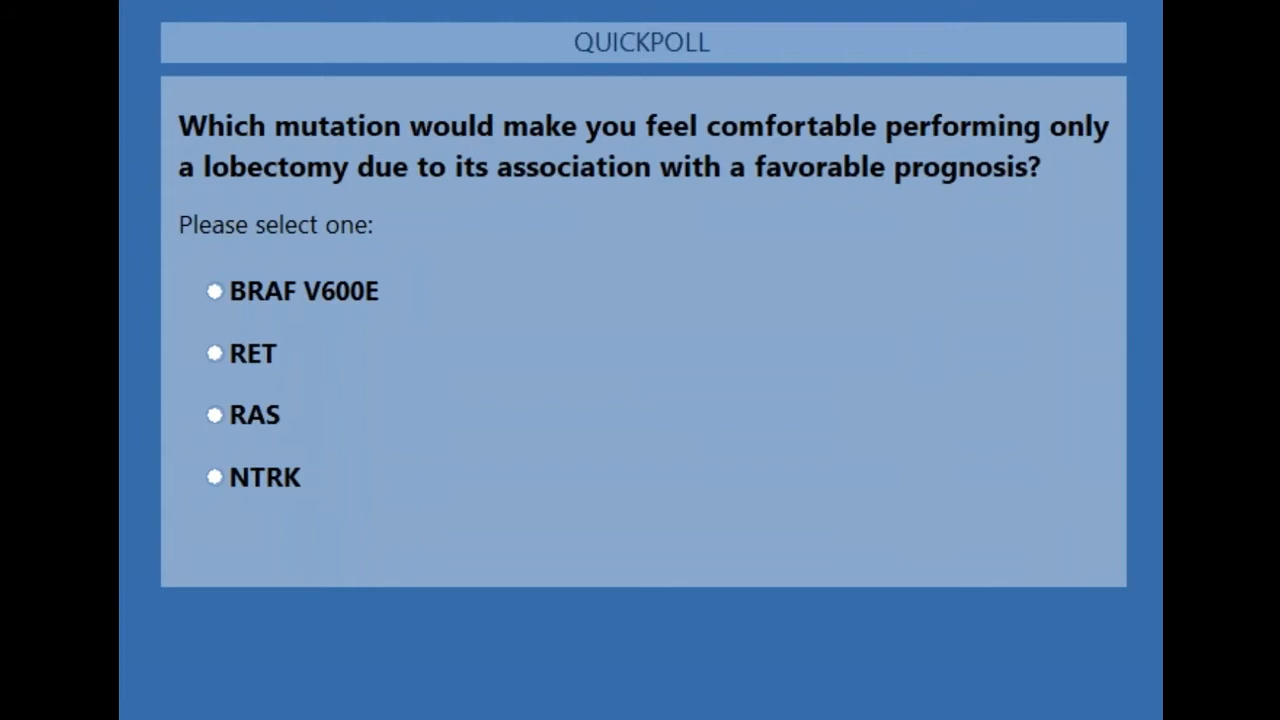 QUICKPOLL
Which mutation would make you feel comfortable performing only
a lobectomy due to its association with a favorable prognosis?
Please select one:
BRAF V600E
RET
RAS
NTRK